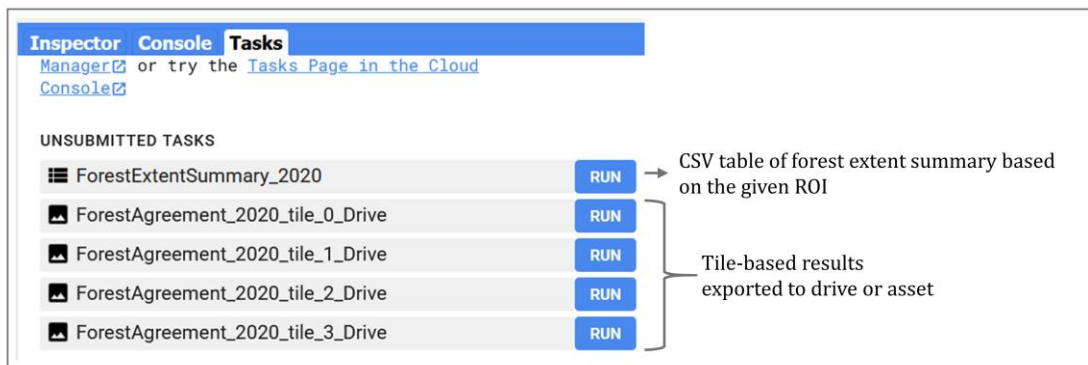 Inspector Console Tasks
Manager or try the Tasks Page in the Cloud
Console
UNSUBMITTED TASKS
ForestExtentSummary_2020 RUN
CSV table of forest extent summary based
on the given ROI
ForestAgreement_2020_tile_0_Drive RUN
ForestAgreement_2020_tile_1_Drive RUN
ForestAgreement_2020_tile_2_Drive RUN
ForestAgreement_2020_tile_3_Drive RUN
Tile-based results
exported to drive or asset